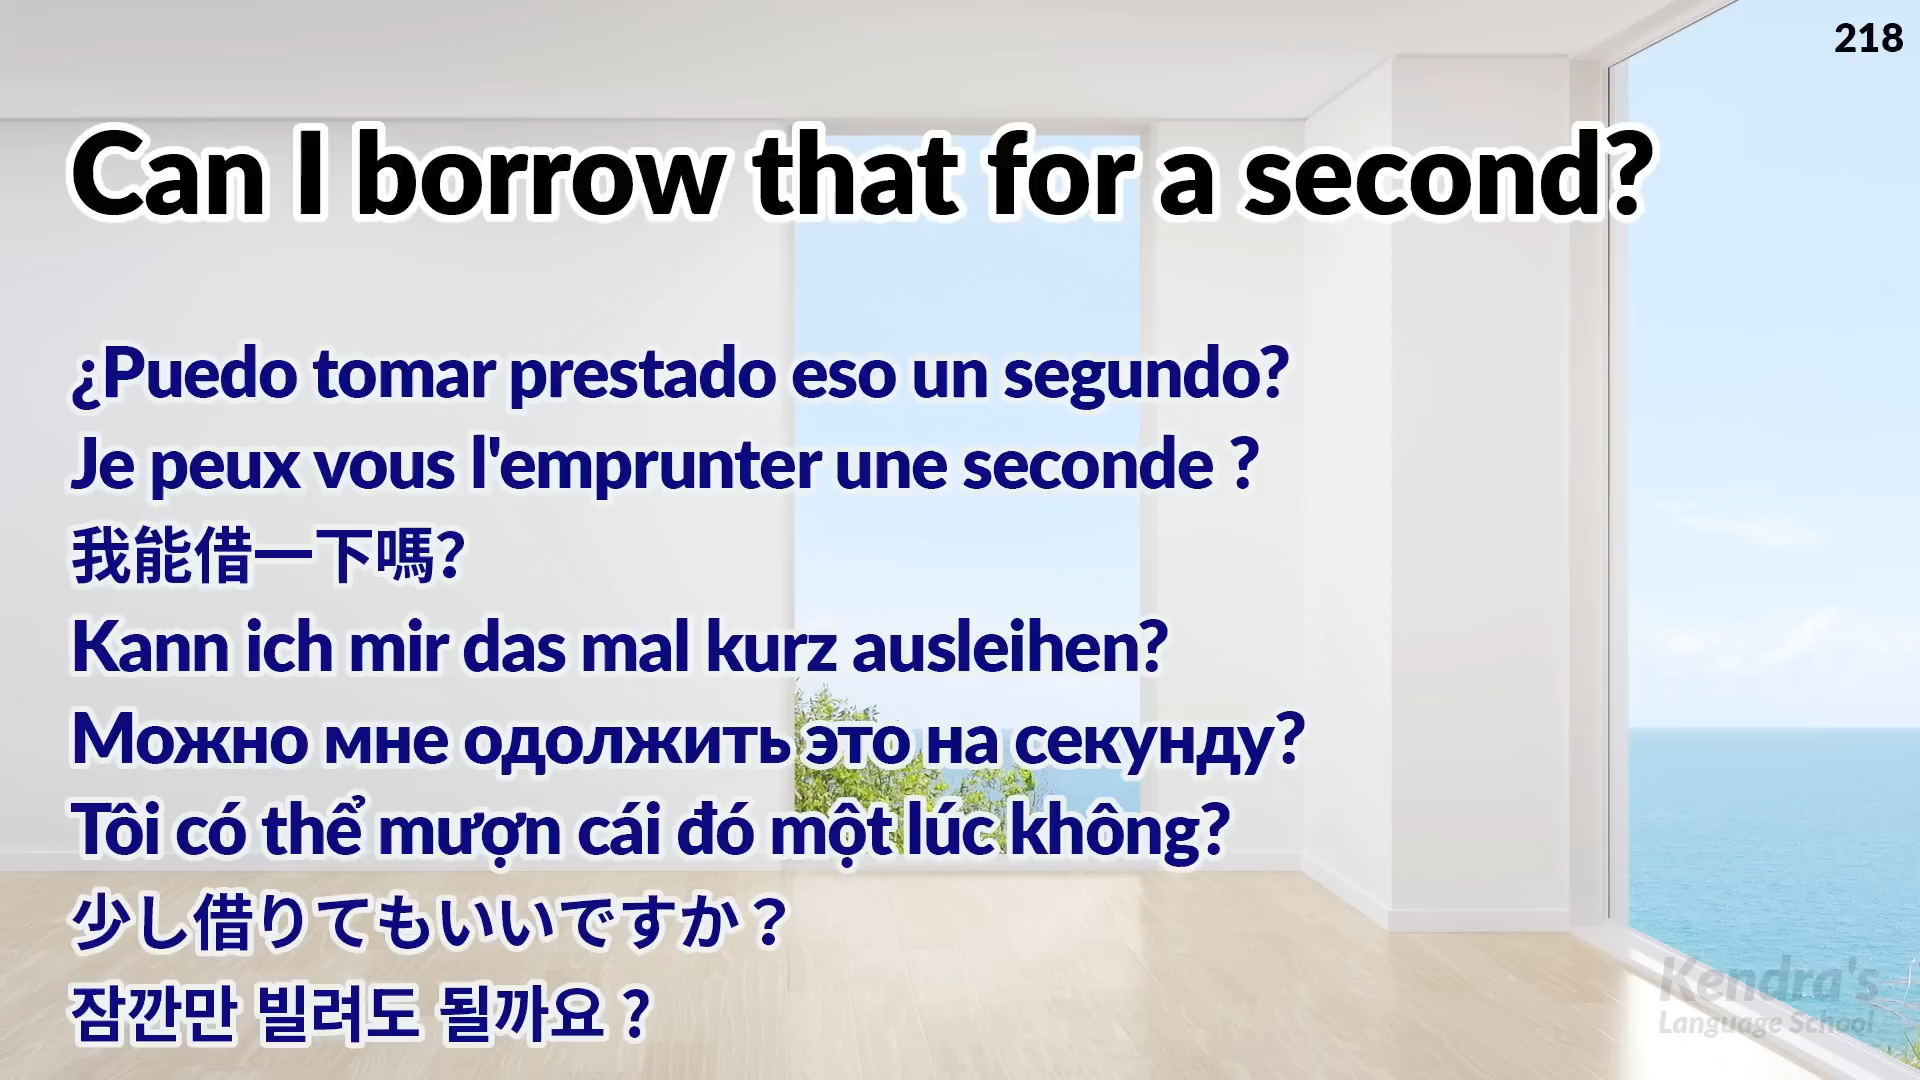 218
Can I borrow that for a second?
¿Puedo tomar prestado eso un segundo?
Je peux vous l'emprunter une seconde ?
我能借一下嗎?
Kann ich mir das mal kurz ausleihen?
Можно мне одолжить это на секунду?
Tôi có thể mượn cái đó một lúc không?
少し借りてもいいですか？
잠깐만 빌려도 될까요 ?
Kendra's
Language School